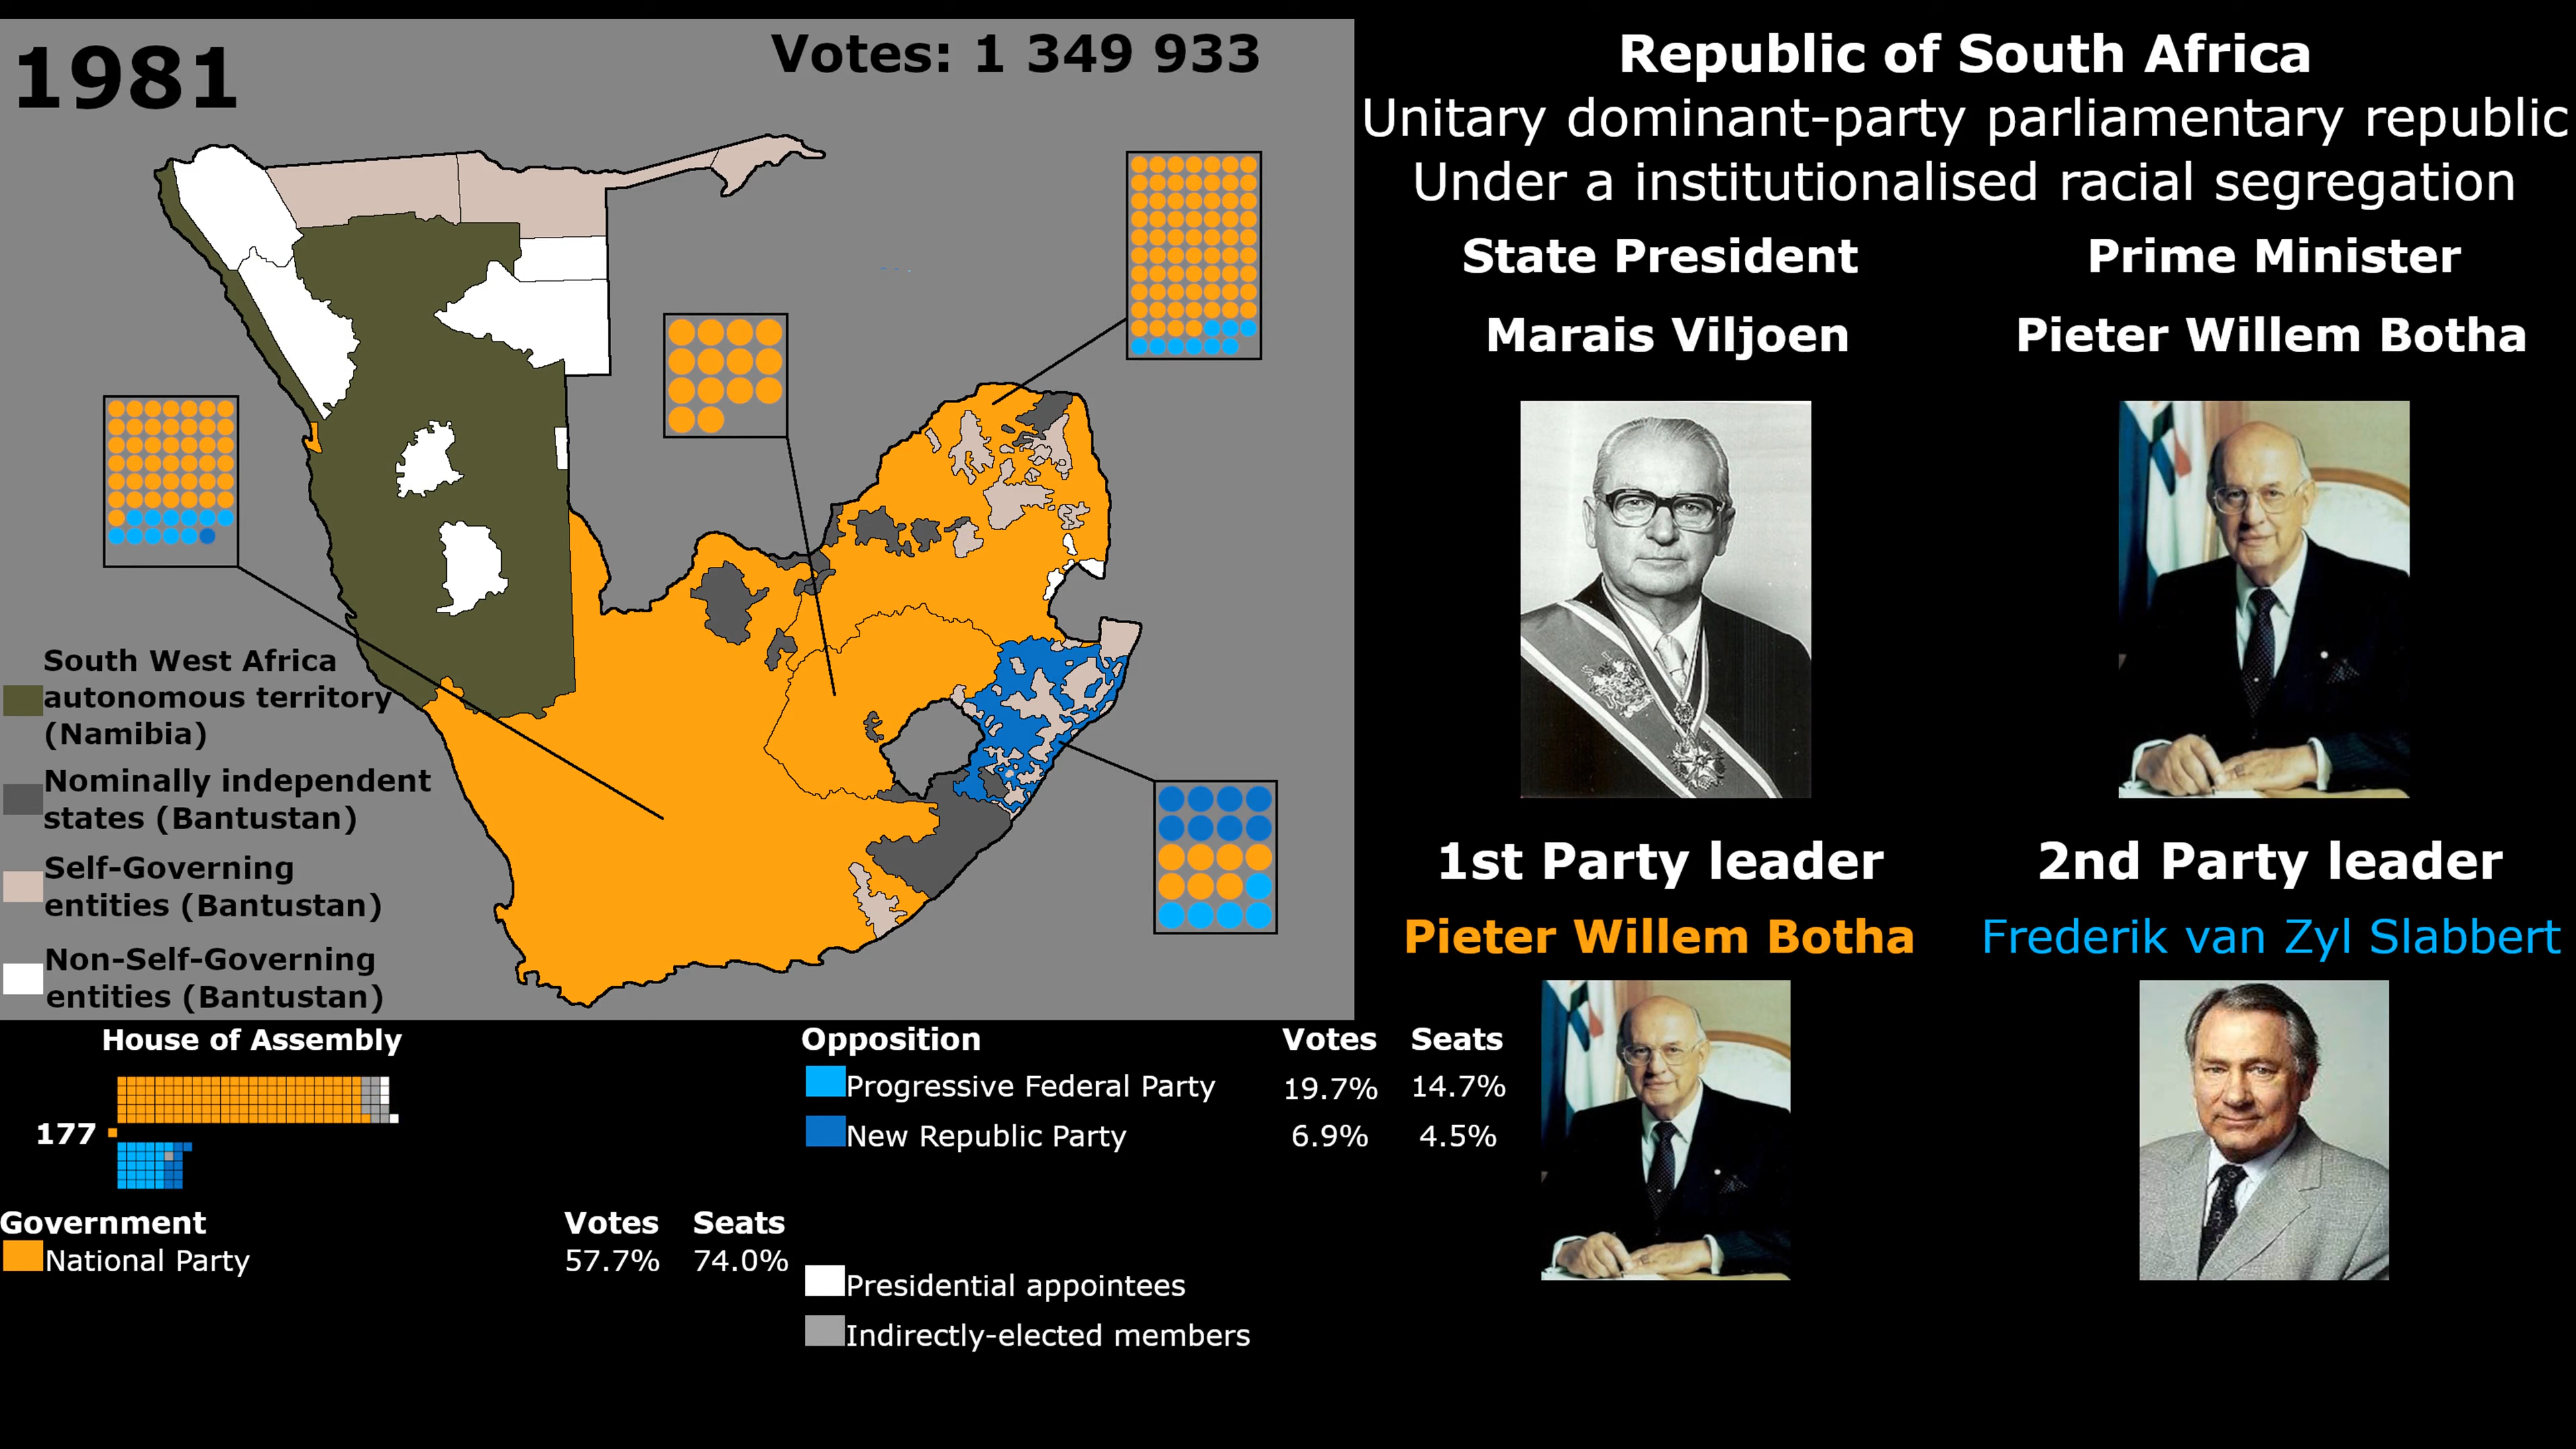 1981
Votes: 1 349 933
South West Africa
autonomous territory
(Namibia)
Nominally independent
states (Bantustan)
Self-Governing
entities (Bantustan)
Non-Self-Governing
entities (Bantustan)
Republic of South Africa
Unitary dominant-party parliamentary republic
Under a institutionalised racial segregation
State President
Prime Minister
Marais Viljoen
Pieter Willem Botha
1st Party leader
2nd Party leader
Pieter Willem Botha
Frederik van Zyl Slabbert
House of Assembly
177
Government Votes Seats
National Party 57.7% 74.0%
Opposition Votes Seats
Progressive Federal Party 19.7% 14.7%
New Republic Party 6.9% 4.5%
Presidential appointees
Indirectly-elected members